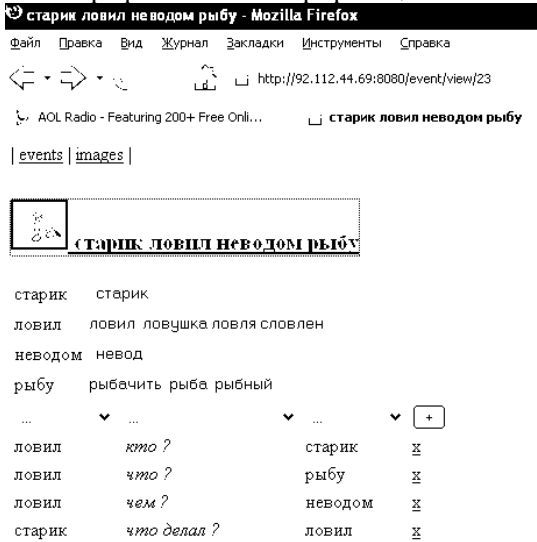 старик ловил неводом рыбу - Mozilla Firefox
Файл Правка Вид Журнал Закладки Инструменты Справка
http://92.112.44.69:8080/event/view/23
AOL Radio - Featuring 200+ Free Onli... старик ловил неводом рыбу
| events | images |
старик ловил неводом рыбу
старик старик
ловил ловил ловушка ловля словлен
неводом невод
рыбу рыбачить рыба рыбный
... ... ... +
ловил кто ? старик x
ловил что ? рыбу x
ловил чем ? неводом x
старик что делал ? ловил x